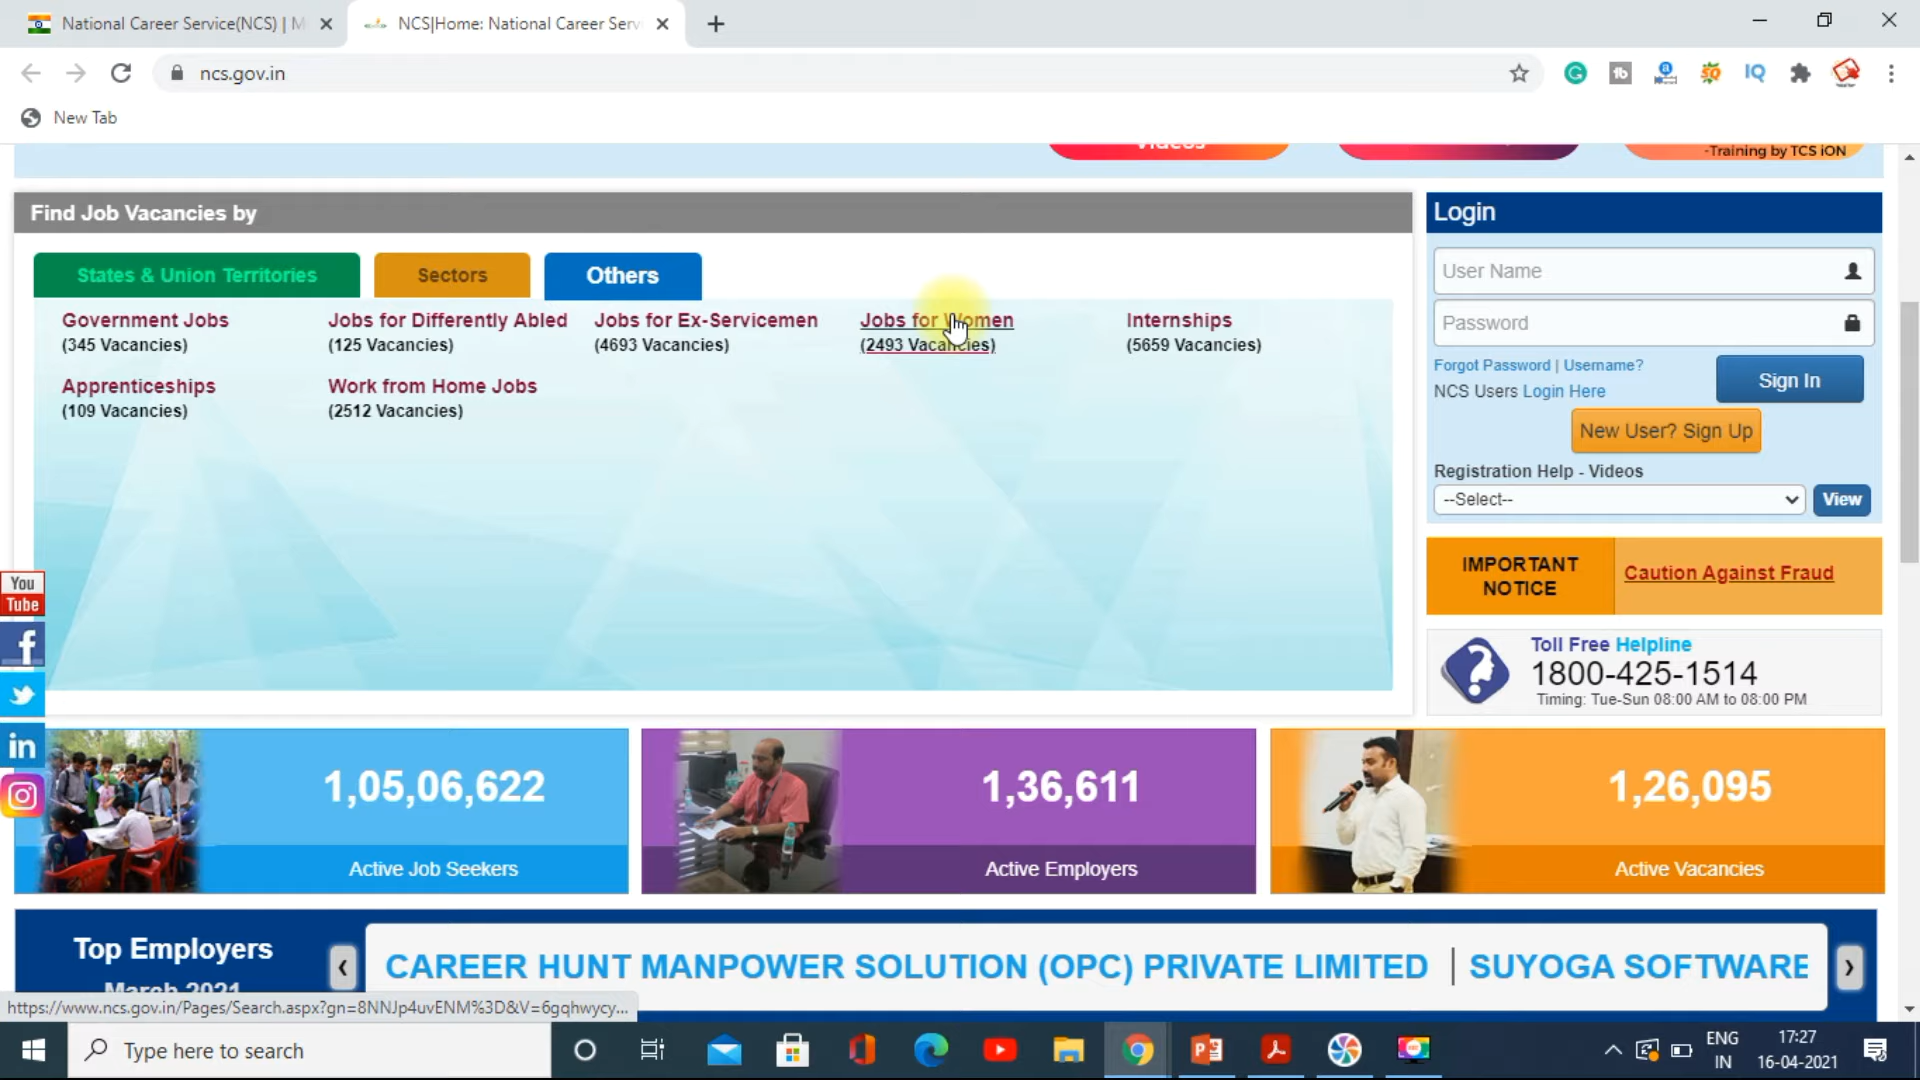 National Career Service(NCS) | M
NCS|Home: National Career Serv
ncs.gov.in
New Tab
-Training by TCS iON
Find Job Vacancies by
States & Union Territories
Sectors
Others
Government Jobs
(345 Vacancies)
Jobs for Differently Abled
(125 Vacancies)
Jobs for Ex-Servicemen
(4693 Vacancies)
Jobs for Women
(2493 Vacancies)
Internships
(5659 Vacancies)
Apprenticeships
(109 Vacancies)
Work from Home Jobs
(2512 Vacancies)
Login
User Name
Password
Forgot Password | Username?
NCS Users Login Here
Sign In
New User? Sign Up
Registration Help - Videos
--Select--
View
IMPORTANT
NOTICE
Caution Against Fraud
Toll Free Helpline
1800-425-1514
Timing: Tue-Sun 08:00 AM to 08:00 PM
You
Tube
1,05,06,622
Active Job Seekers
1,36,611
Active Employers
1,26,095
Active Vacancies
Top Employers
March 2021
CAREER HUNT MANPOWER SOLUTION (OPC) PRIVATE LIMITED | SUYOGA SOFTWARE
https://www.ncs.gov.in/Pages/Search.aspx?gn=8NNJp4uvENM%3D&V=6gqhwycy...
Type here to search
ENG
IN
17:27
16-04-2021